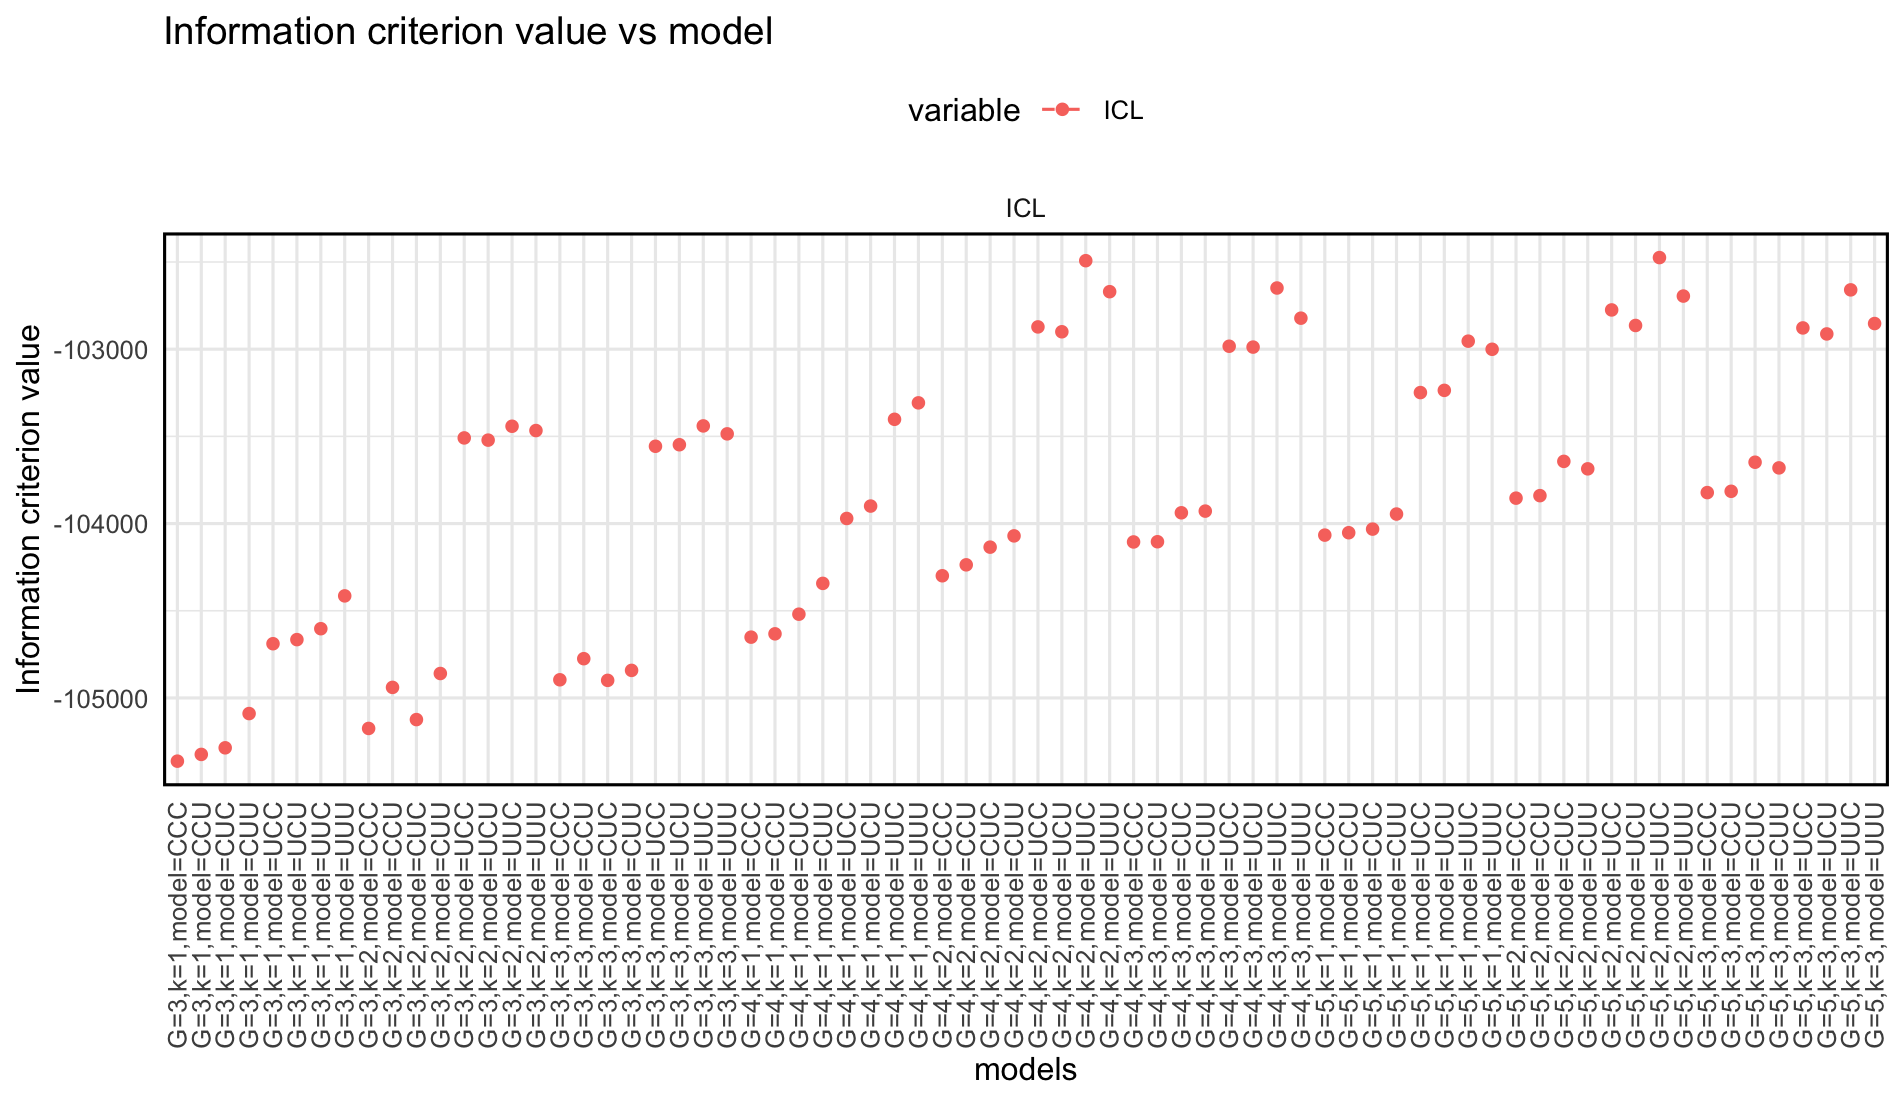 Information criterion value vs model
variable ICL
ICL
Information criterion value
-103000
-104000
-105000
G=3,k=1,model=CCC
G=3,k=1,model=CCU
G=3,k=1,model=CUC
G=3,k=1,model=CUU
G=3,k=1,model=UCC
G=3,k=1,model=UCU
G=3,k=1,model=UUC
G=3,k=1,model=UUU
G=3,k=2,model=CCC
G=3,k=2,model=CCU
G=3,k=2,model=CUC
G=3,k=2,model=CUU
G=3,k=2,model=UCC
G=3,k=2,model=UCU
G=3,k=2,model=UUC
G=3,k=2,model=UUU
G=3,k=3,model=CCC
G=3,k=3,model=CCU
G=3,k=3,model=CUC
G=3,k=3,model=CUU
G=3,k=3,model=UCC
G=3,k=3,model=UCU
G=3,k=3,model=UUC
G=3,k=3,model=UUU
G=4,k=1,model=CCC
G=4,k=1,model=CCU
G=4,k=1,model=CUC
G=4,k=1,model=CUU
G=4,k=1,model=UCC
G=4,k=1,model=UCU
G=4,k=1,model=UUC
G=4,k=1,model=UUU
G=4,k=2,model=CCC
G=4,k=2,model=CCU
G=4,k=2,model=CUC
G=4,k=2,model=CUU
G=4,k=2,model=UCC
G=4,k=2,model=UCU
G=4,k=2,model=UUC
G=4,k=2,model=UUU
G=4,k=3,model=CCC
G=4,k=3,model=CCU
G=4,k=3,model=CUC
G=4,k=3,model=CUU
G=4,k=3,model=UCC
G=4,k=3,model=UCU
G=4,k=3,model=UUC
G=4,k=3,model=UUU
G=5,k=1,model=CCC
G=5,k=1,model=CCU
G=5,k=1,model=CUC
G=5,k=1,model=CUU
G=5,k=1,model=UCC
G=5,k=1,model=UCU
G=5,k=1,model=UUC
G=5,k=1,model=UUU
G=5,k=2,model=CCC
G=5,k=2,model=CCU
G=5,k=2,model=CUC
G=5,k=2,model=CUU
G=5,k=2,model=UCC
G=5,k=2,model=UCU
G=5,k=2,model=UUC
G=5,k=2,model=UUU
G=5,k=3,model=CCC
G=5,k=3,model=CCU
G=5,k=3,model=CUC
G=5,k=3,model=CUU
G=5,k=3,model=UCC
G=5,k=3,model=UCU
G=5,k=3,model=UUC
G=5,k=3,model=UUU
models